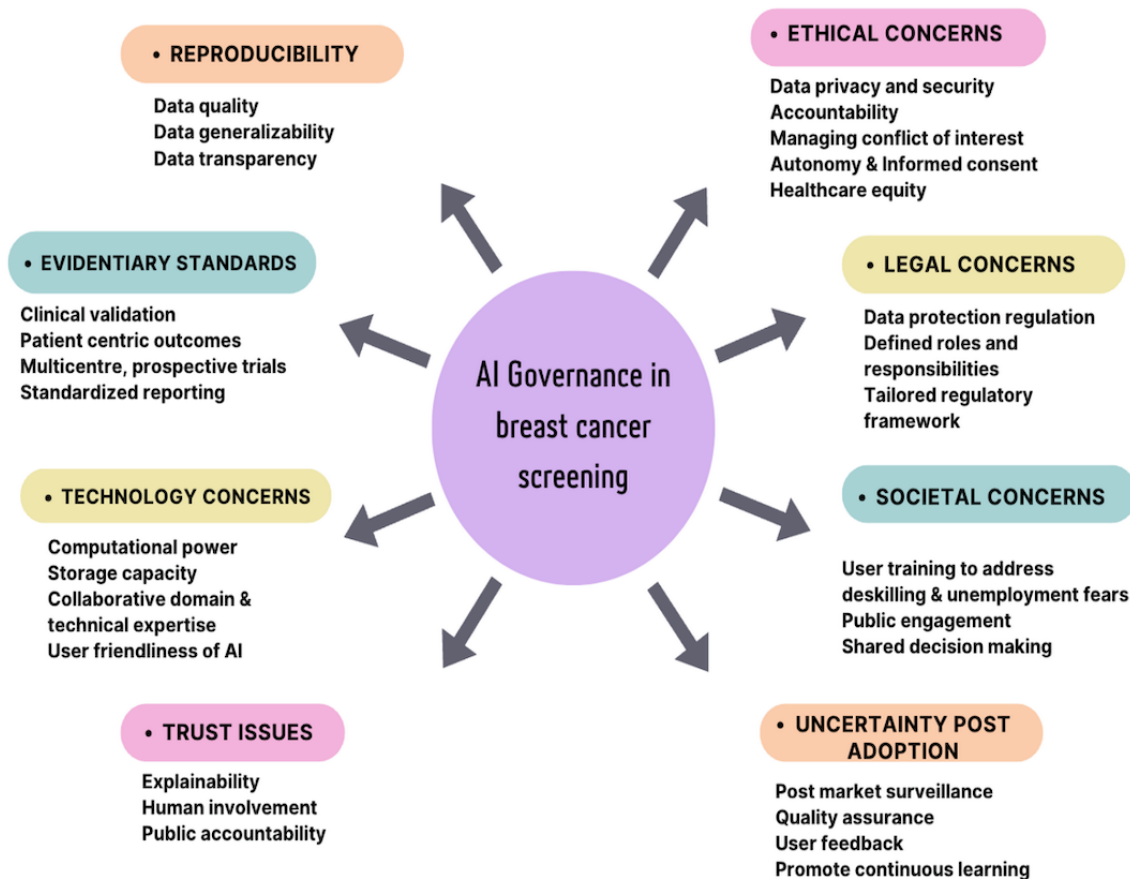 • REPRODUCIBILITY
Data quality
Data generalizability
Data transparency
• EVIDENTIARY STANDARDS
Clinical validation
Patient centric outcomes
Multicentre, prospective trials
Standardized reporting
• TECHNOLOGY CONCERNS
Computational power
Storage capacity
Collaborative domain &
technical expertise
User friendliness of AI
• TRUST ISSUES
Explainability
Human involvement
Public accountability
AI Governance in
breast cancer
screening
• ETHICAL CONCERNS
Data privacy and security
Accountability
Managing conflict of interest
Autonomy & Informed consent
Healthcare equity
• LEGAL CONCERNS
Data protection regulation
Defined roles and
responsibilities
Tailored regulatory
framework
• SOCIETAL CONCERNS
User training to address
deskilling & unemployment fears
Public engagement
Shared decision making
• UNCERTAINTY POST
ADOPTION
Post market surveillance
Quality assurance
User feedback
Promote continuous learning